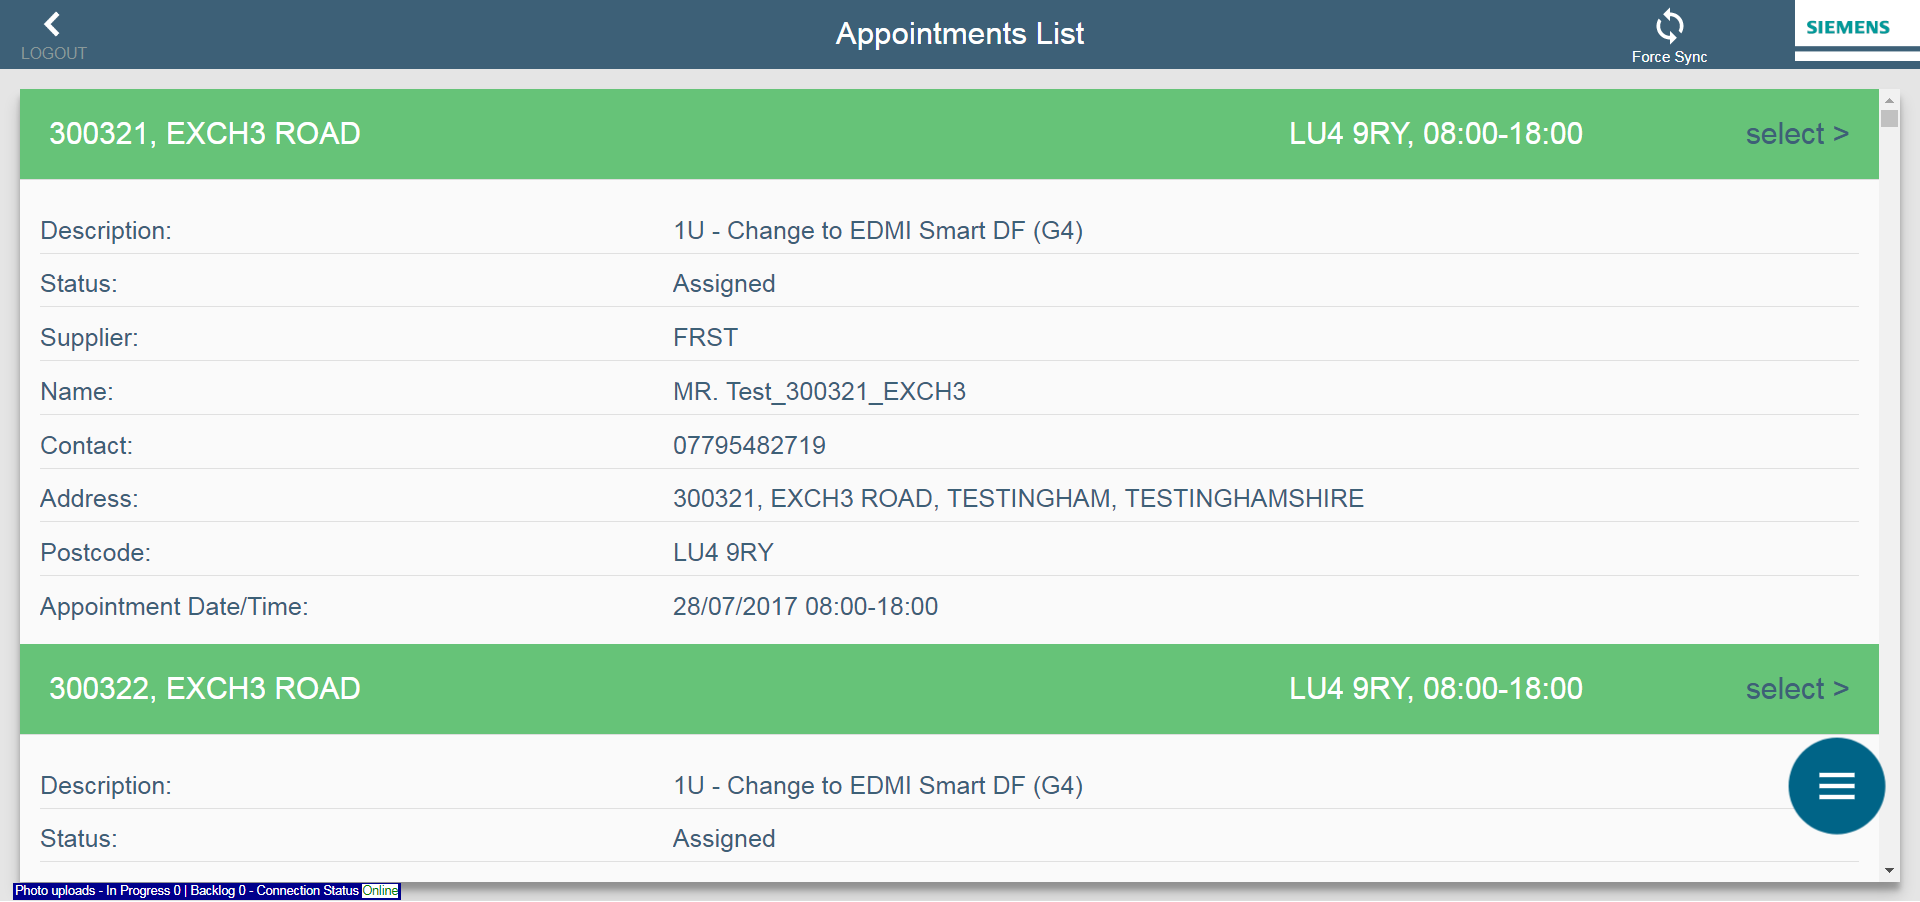 LOGOUT
Appointments List
Force Sync
SIEMENS
300321, EXCH3 ROAD LU4 9RY, 08:00-18:00 select >
Description: 1U - Change to EDMI Smart DF (G4)
Status: Assigned
Supplier: FRST
Name: MR. Test_300321_EXCH3
Contact: 07795482719
Address: 300321, EXCH3 ROAD, TESTINGHAM, TESTINGHAMSHIRE
Postcode: LU4 9RY
Appointment Date/Time: 28/07/2017 08:00-18:00
300322, EXCH3 ROAD LU4 9RY, 08:00-18:00 select >
Description: 1U - Change to EDMI Smart DF (G4)
Status: Assigned
Photo uploads - In Progress 0 | Backlog 0 - Connection Status Online